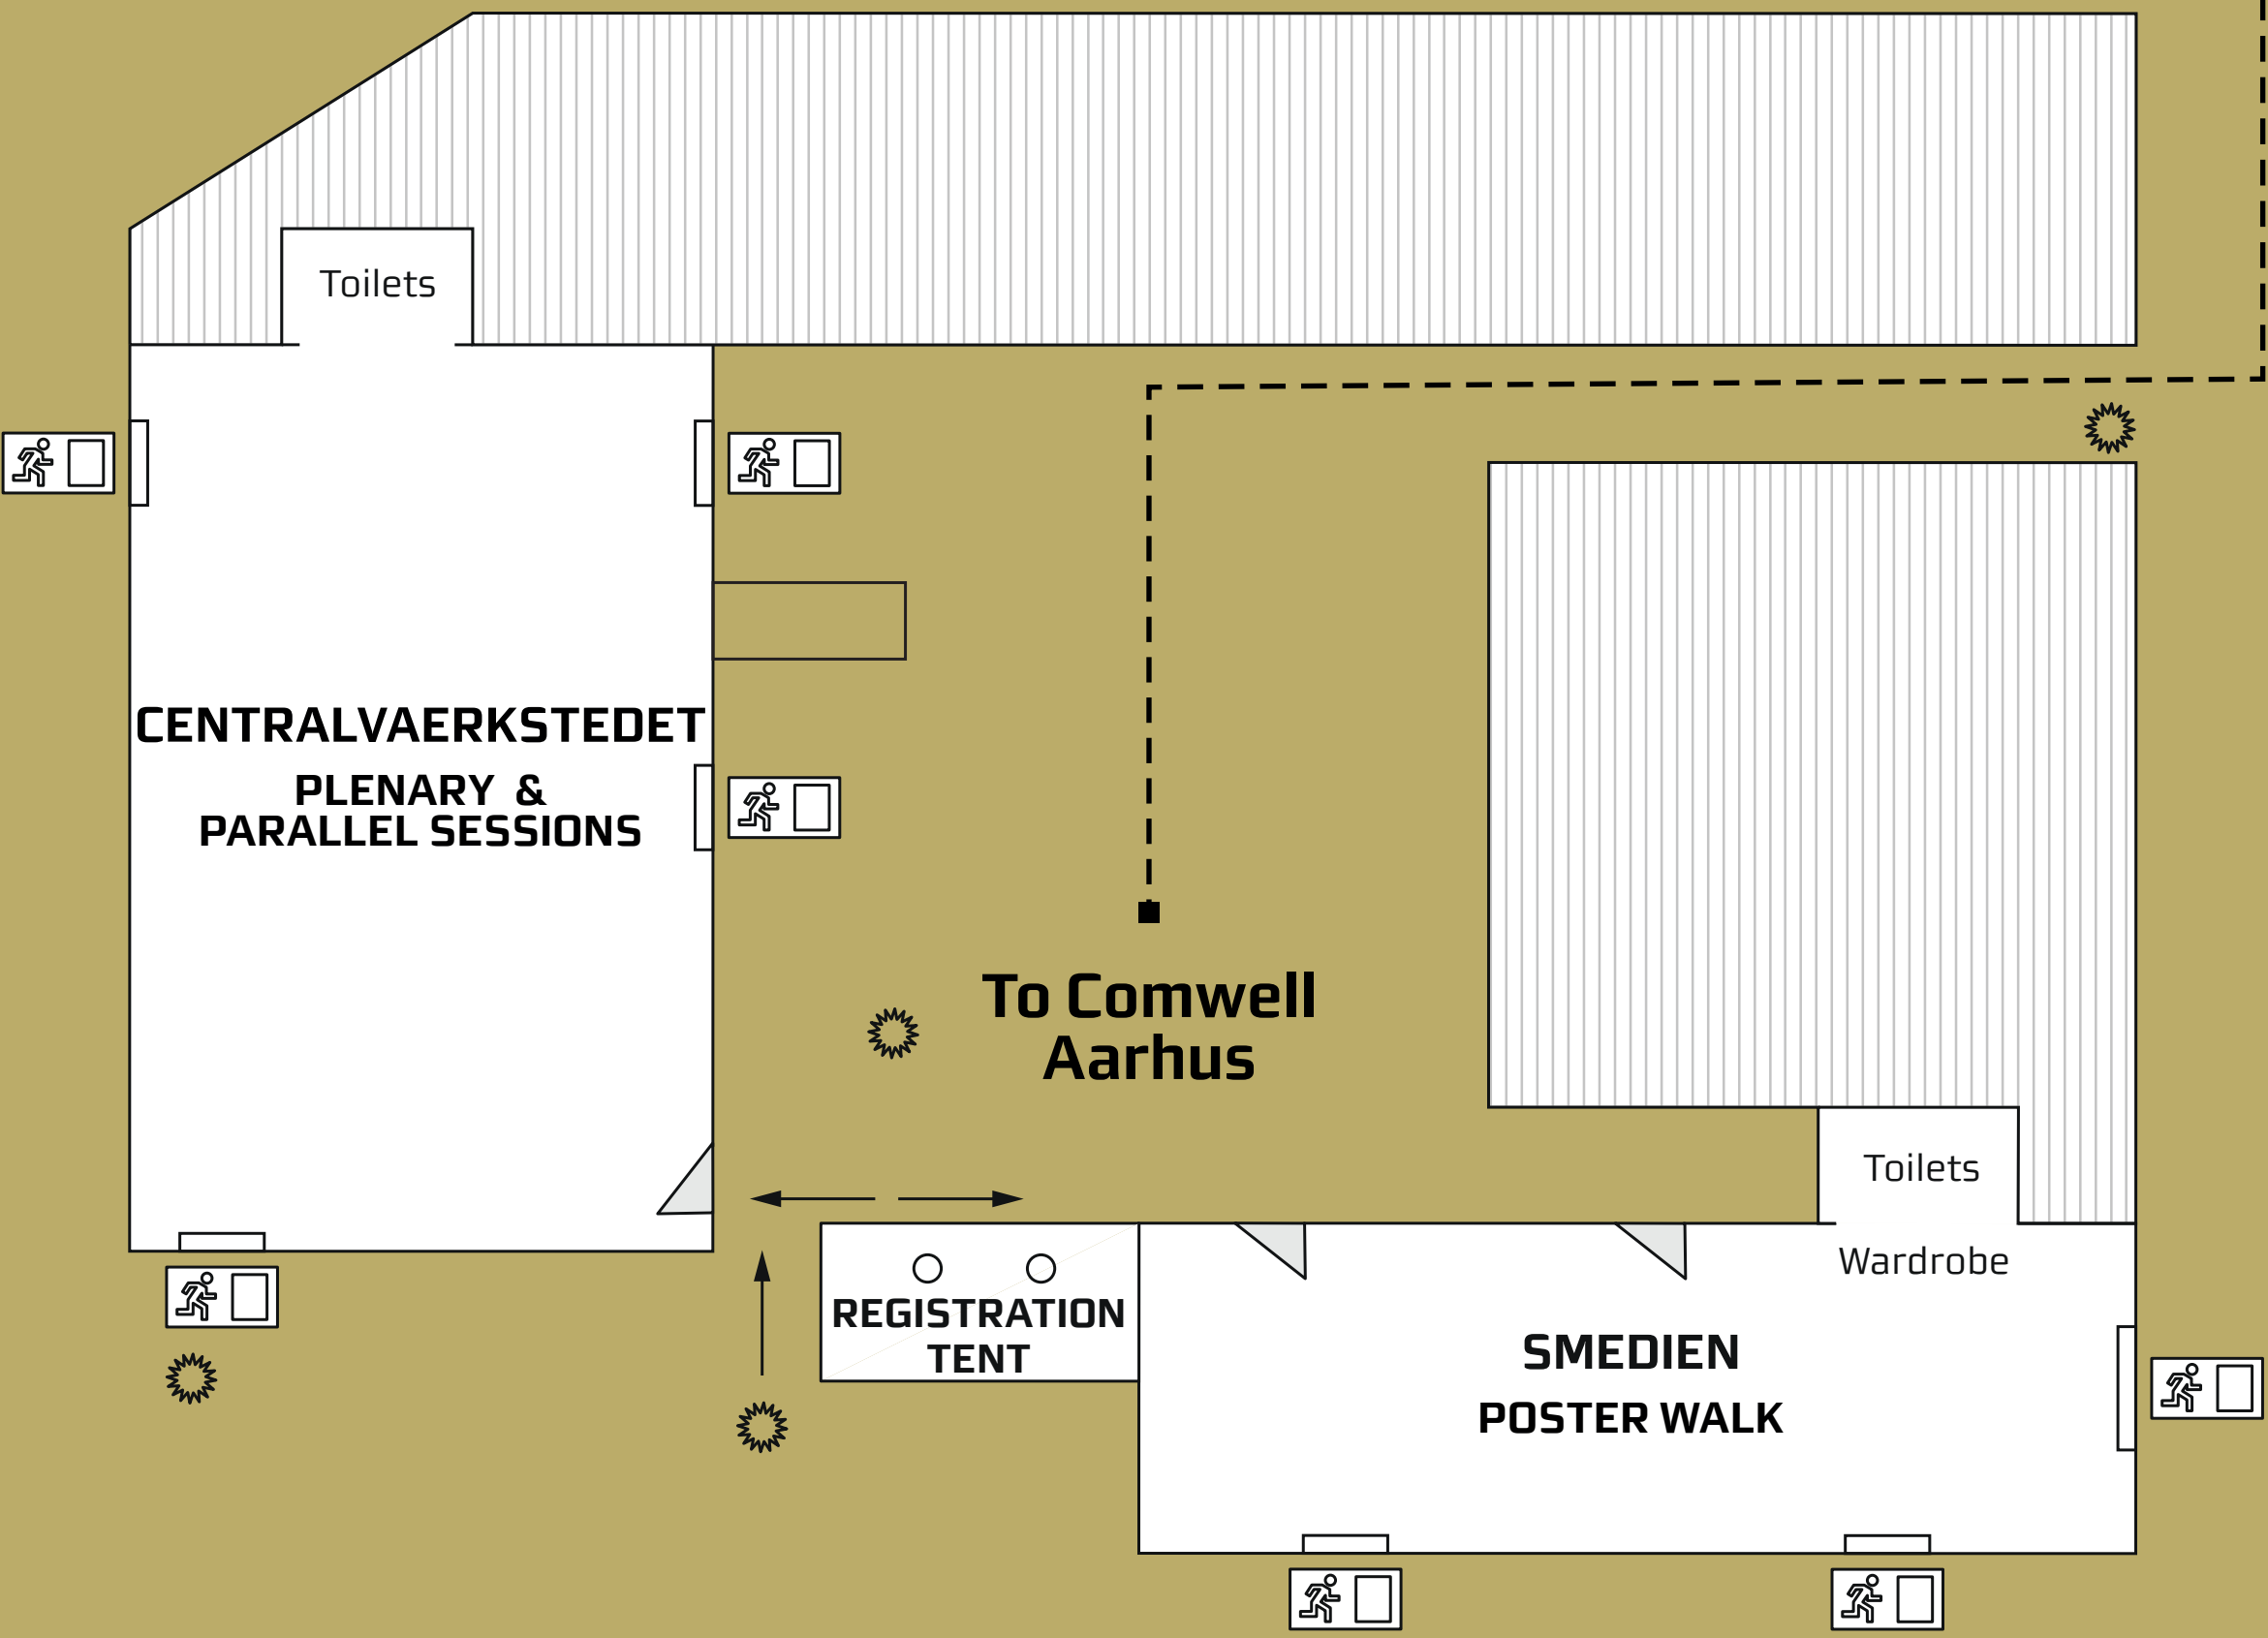 Toilets
CENTRALVAERKSTEDET
PLENARY &
PARALLEL SESSIONS
To Comwell
Aarhus
Toilets
Wardrobe
REGISTRATION
TENT
SMEDIEN
POSTER WALK